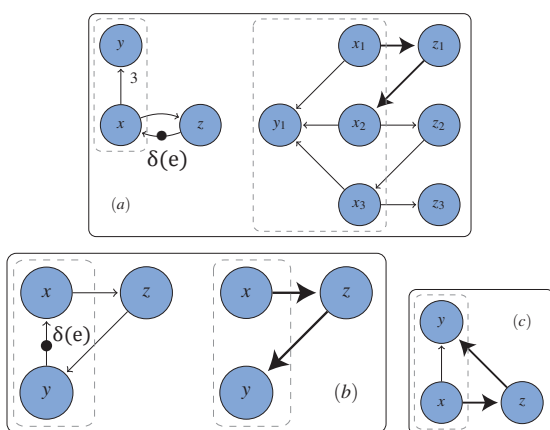 y
3
x
z
δ(e)
(a)
x1
z1
y1
x2
z2
x3
z3
x
z
δ(e)
y
x
z
y
(b)
y
(c)
x
z